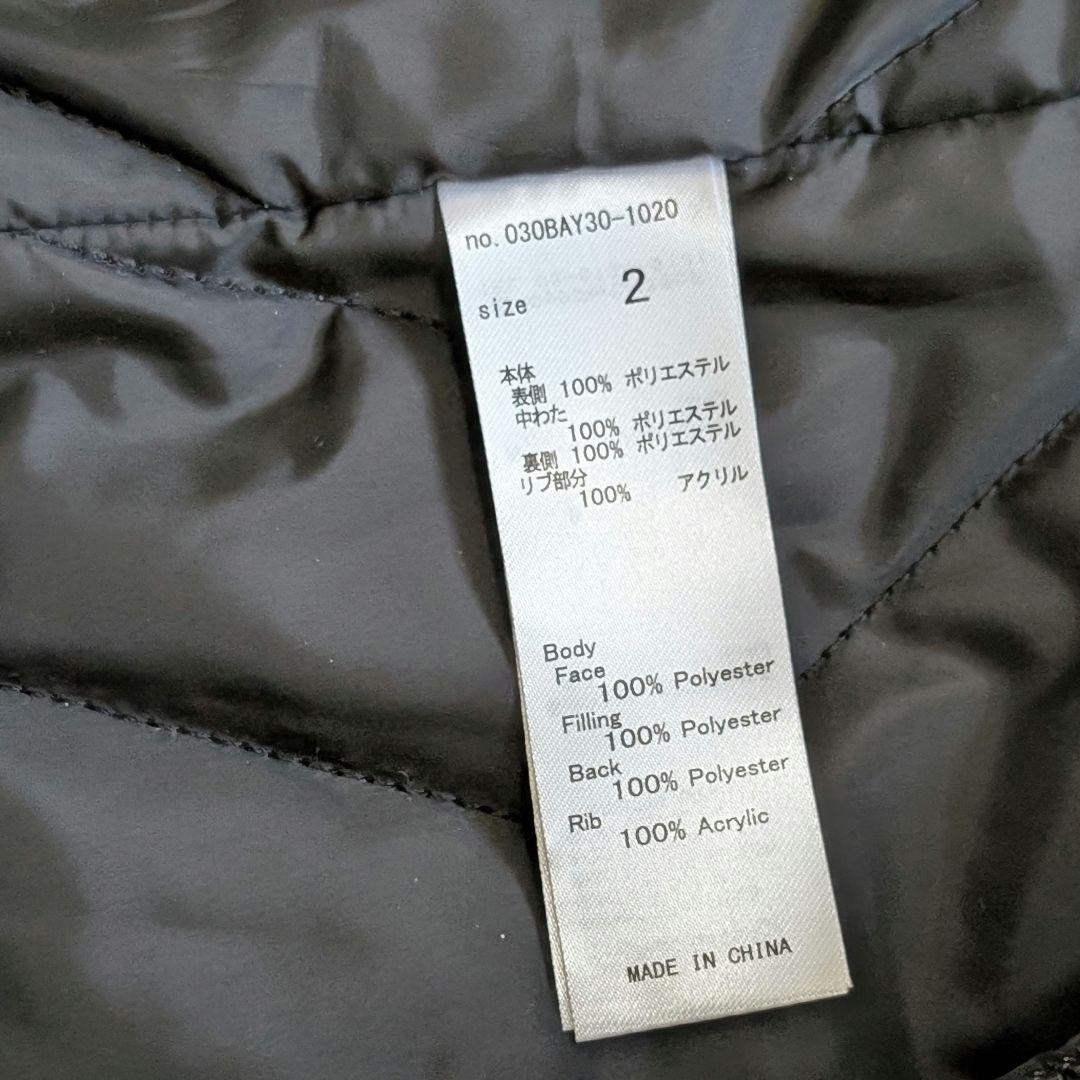 no. 030BAY30-1020
size 2
本体
表側 100% ポリエステル
中わた
100% ポリエステル
裏側 100% ポリエステル
リブ部分
100% アクリル
Body
Face
100% Polyester
Filling
100% Polyester
Back
100% Polyester
Rib
100% Acrylic
MADE IN CHINA